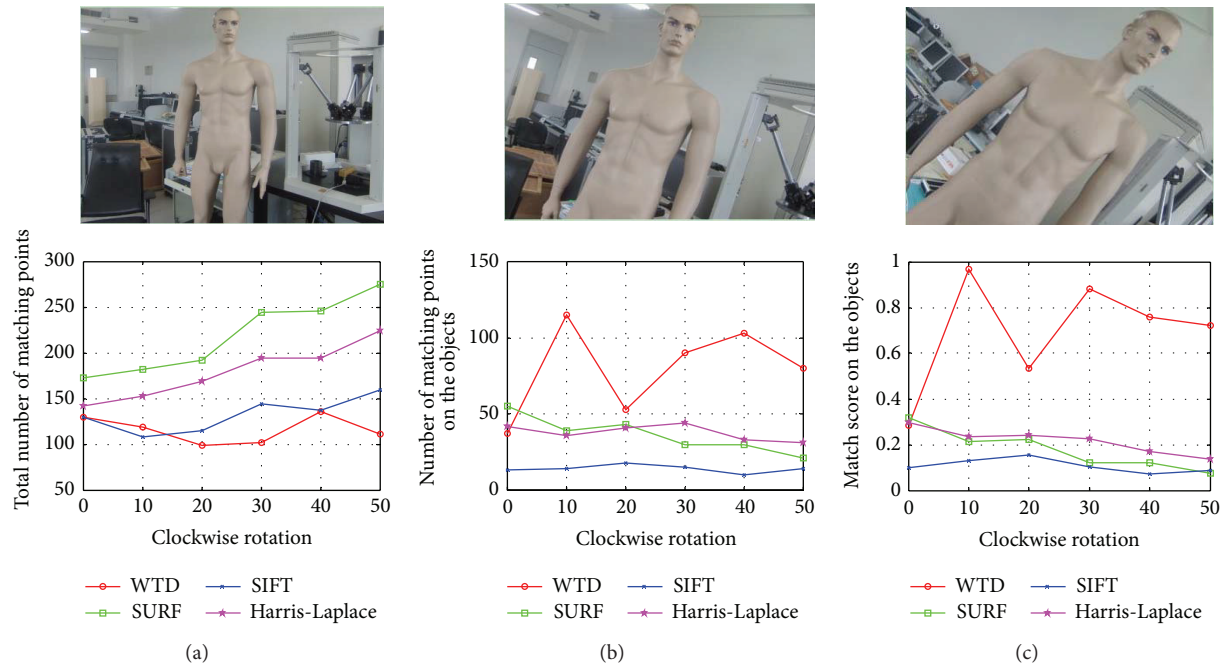 Total number of matching points
300
250
200
150
100
50
0 10 20 30 40 50
Clockwise rotation
WTD
SIFT
SURF
Harris-Laplace
(a)
Number of matching points
on the objects
150
100
50
0
0 10 20 30 40 50
Clockwise rotation
WTD
SIFT
SURF
Harris-Laplace
(b)
Match score on the objects
1
0.8
0.6
0.4
0.2
0
0 10 20 30 40 50
Clockwise rotation
WTD
SIFT
SURF
Harris-Laplace
(c)